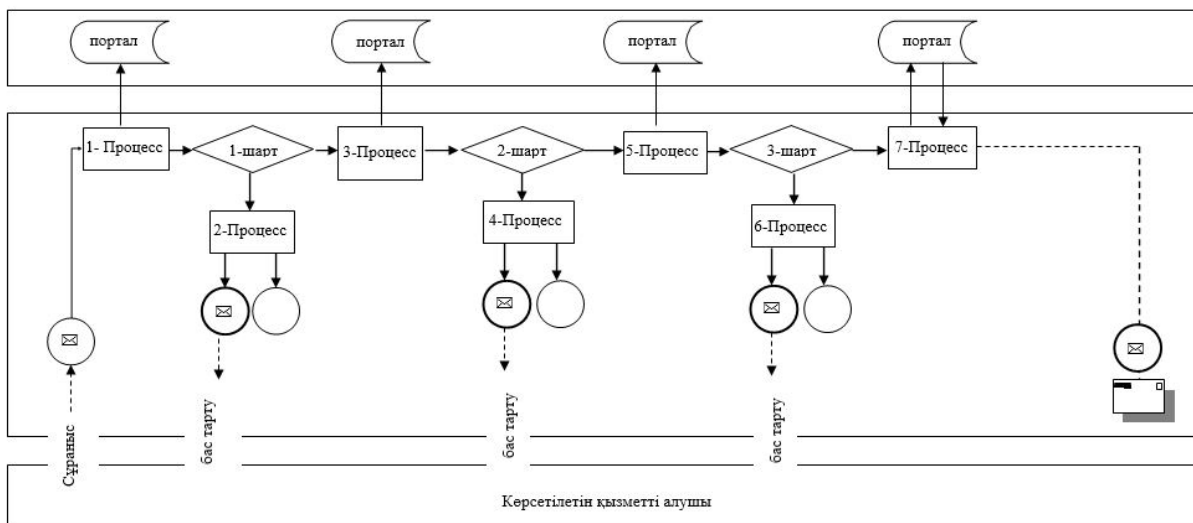 портал
портал
портал
портал
1- Процесс
1-шарт
3-Процесс
2-шарт
5-Процесс
3-шарт
7-Процесс
2-Процесс
4-Процесс
6-Процесс
Сұраныс
бас тарту
бас тарту
бас тарту
Көрсетілетін қызметті алушы